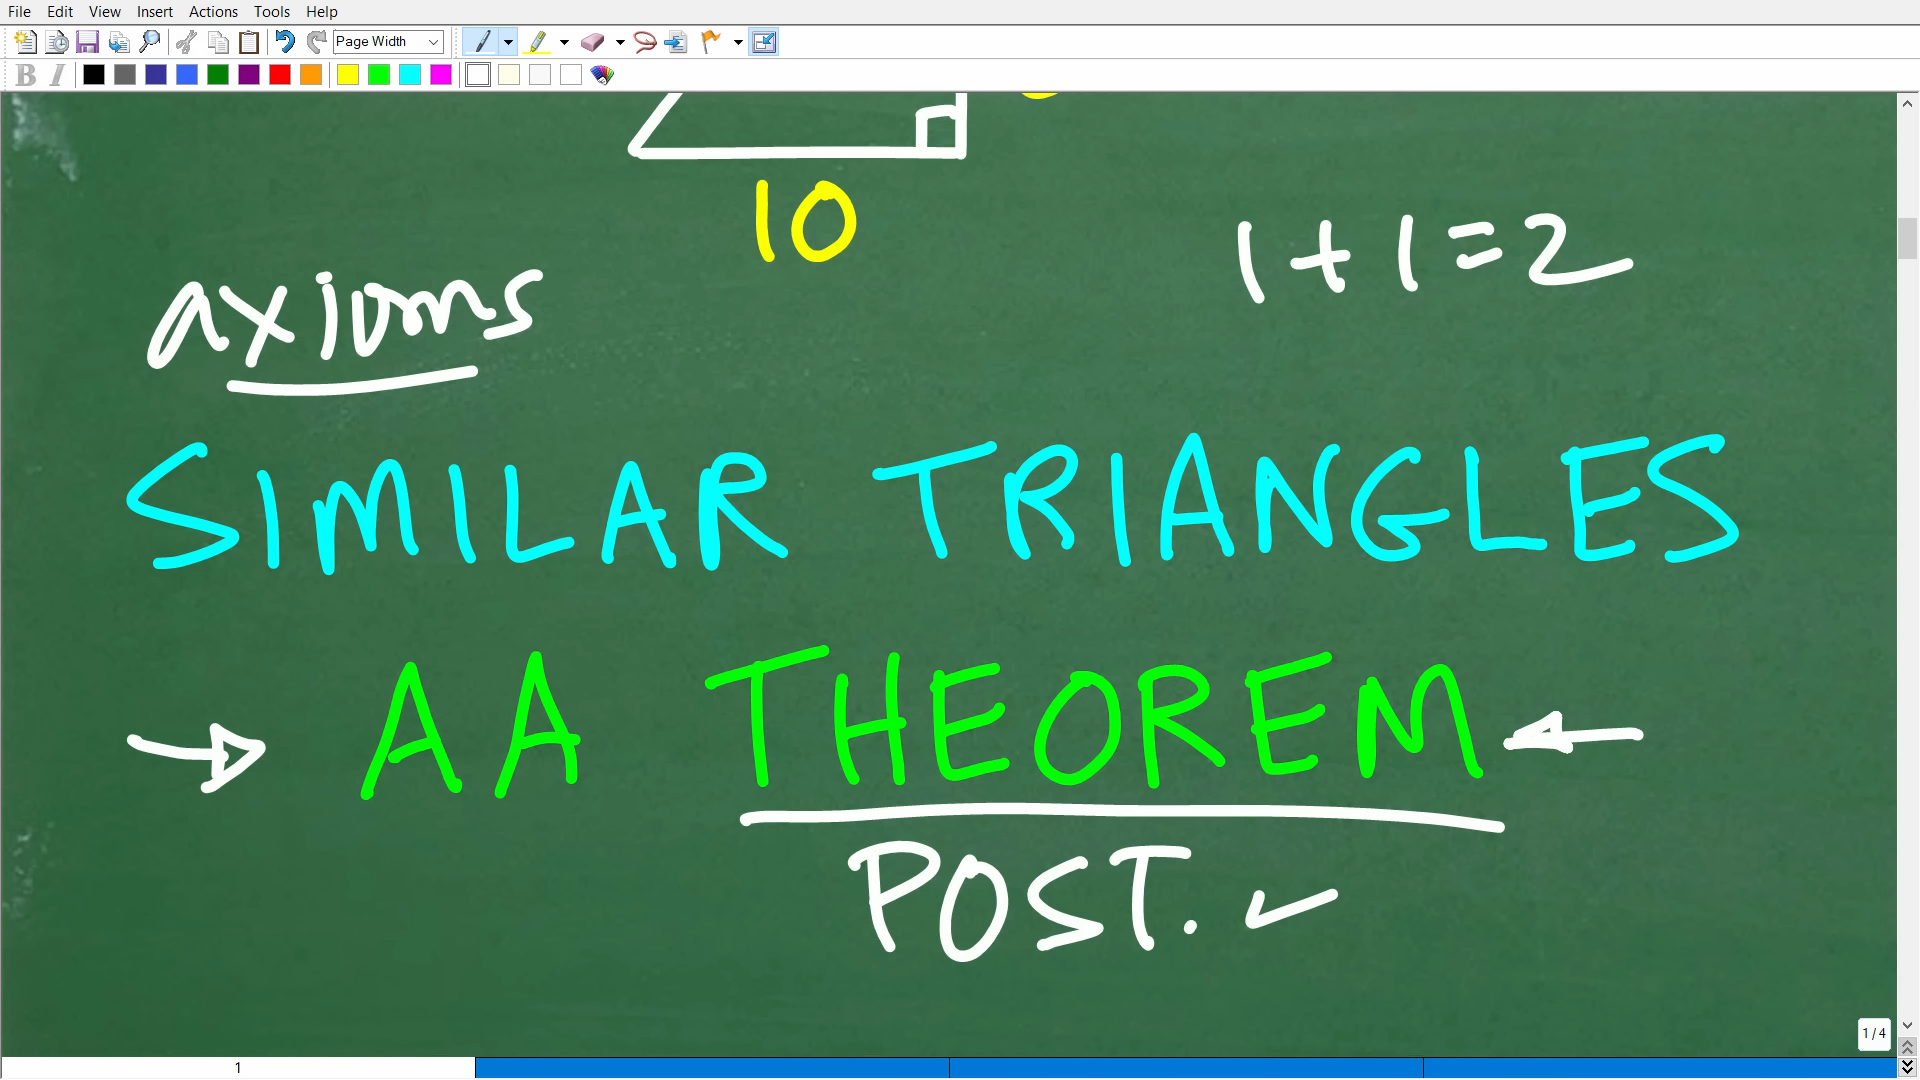 File Edit View Insert Actions Tools Help
Page Width
B I
10
1+1=2
axioms
SIMILAR TRIANGLES
AA THEOREM
POST.
1 / 4
1